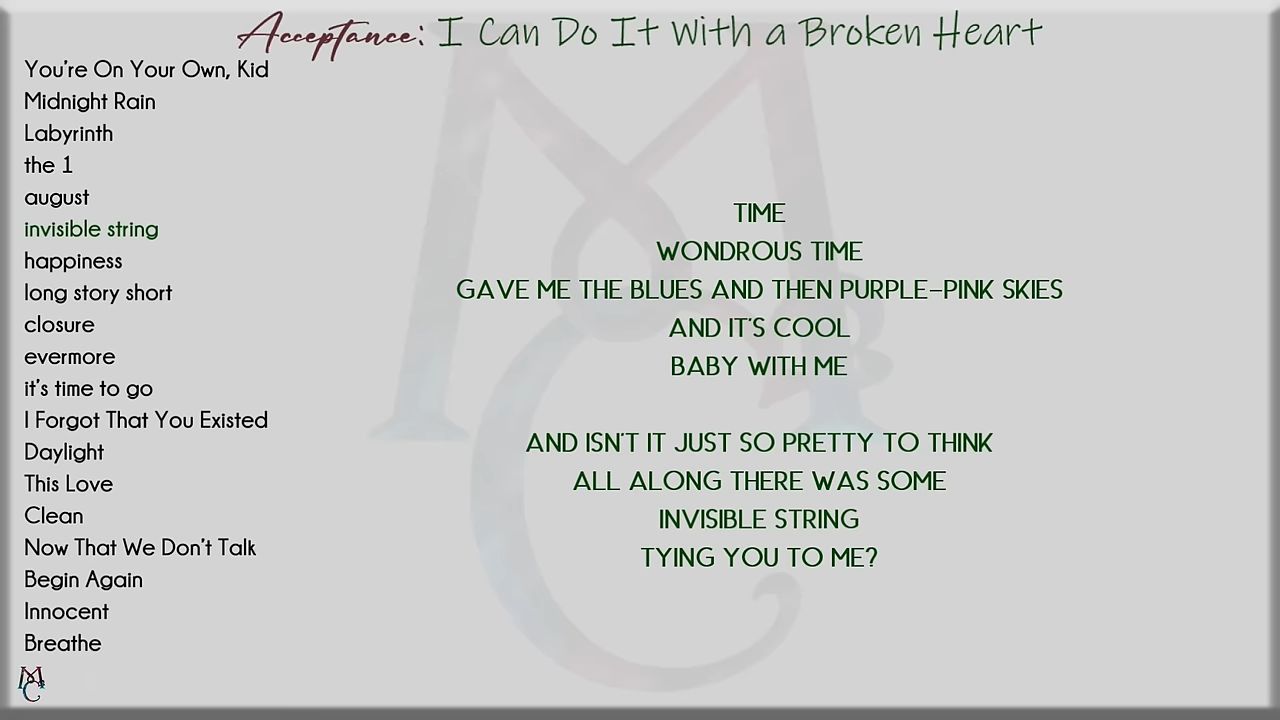 Acceptance: I Can Do It With a Broken Heart
You're On Your Own, Kid
Midnight Rain
Labyrinth
the 1
august
invisible string
happiness
long story short
closure
evermore
it's time to go
I Forgot That You Existed
Daylight
This Love
Clean
Now That We Don't Talk
Begin Again
Innocent
Breathe
TIME
WONDROUS TIME
GAVE ME THE BLUES AND THEN PURPLE-PINK SKIES
AND IT'S COOL
BABY WITH ME
AND ISN'T IT JUST SO PRETTY TO THINK
ALL ALONG THERE WAS SOME
INVISIBLE STRING
TYING YOU TO ME?